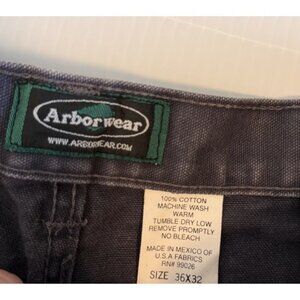 Arborwear
WWW.ARBORWEAR.COM
100% COTTON
MACHINE WASH
WARM
TUMBLE DRY LOW
REMOVE PROMPTLY
NO BLEACH
MADE IN MEXICO OF
U.S.A FABRICS
RN# 99026
SIZE 36X32